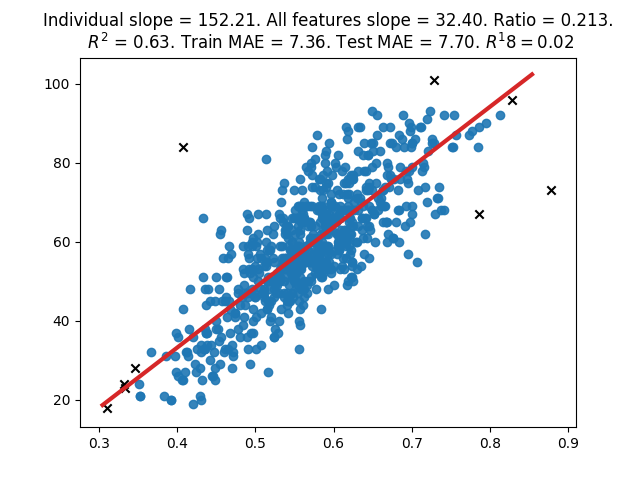 Individual slope = 152.21. All features slope = 32.40. Ratio = 0.213.
R² = 0.63. Train MAE = 7.36. Test MAE = 7.70. R¹8 = 0.02
100
80
60
40
20
0.3 0.4 0.5 0.6 0.7 0.8 0.9